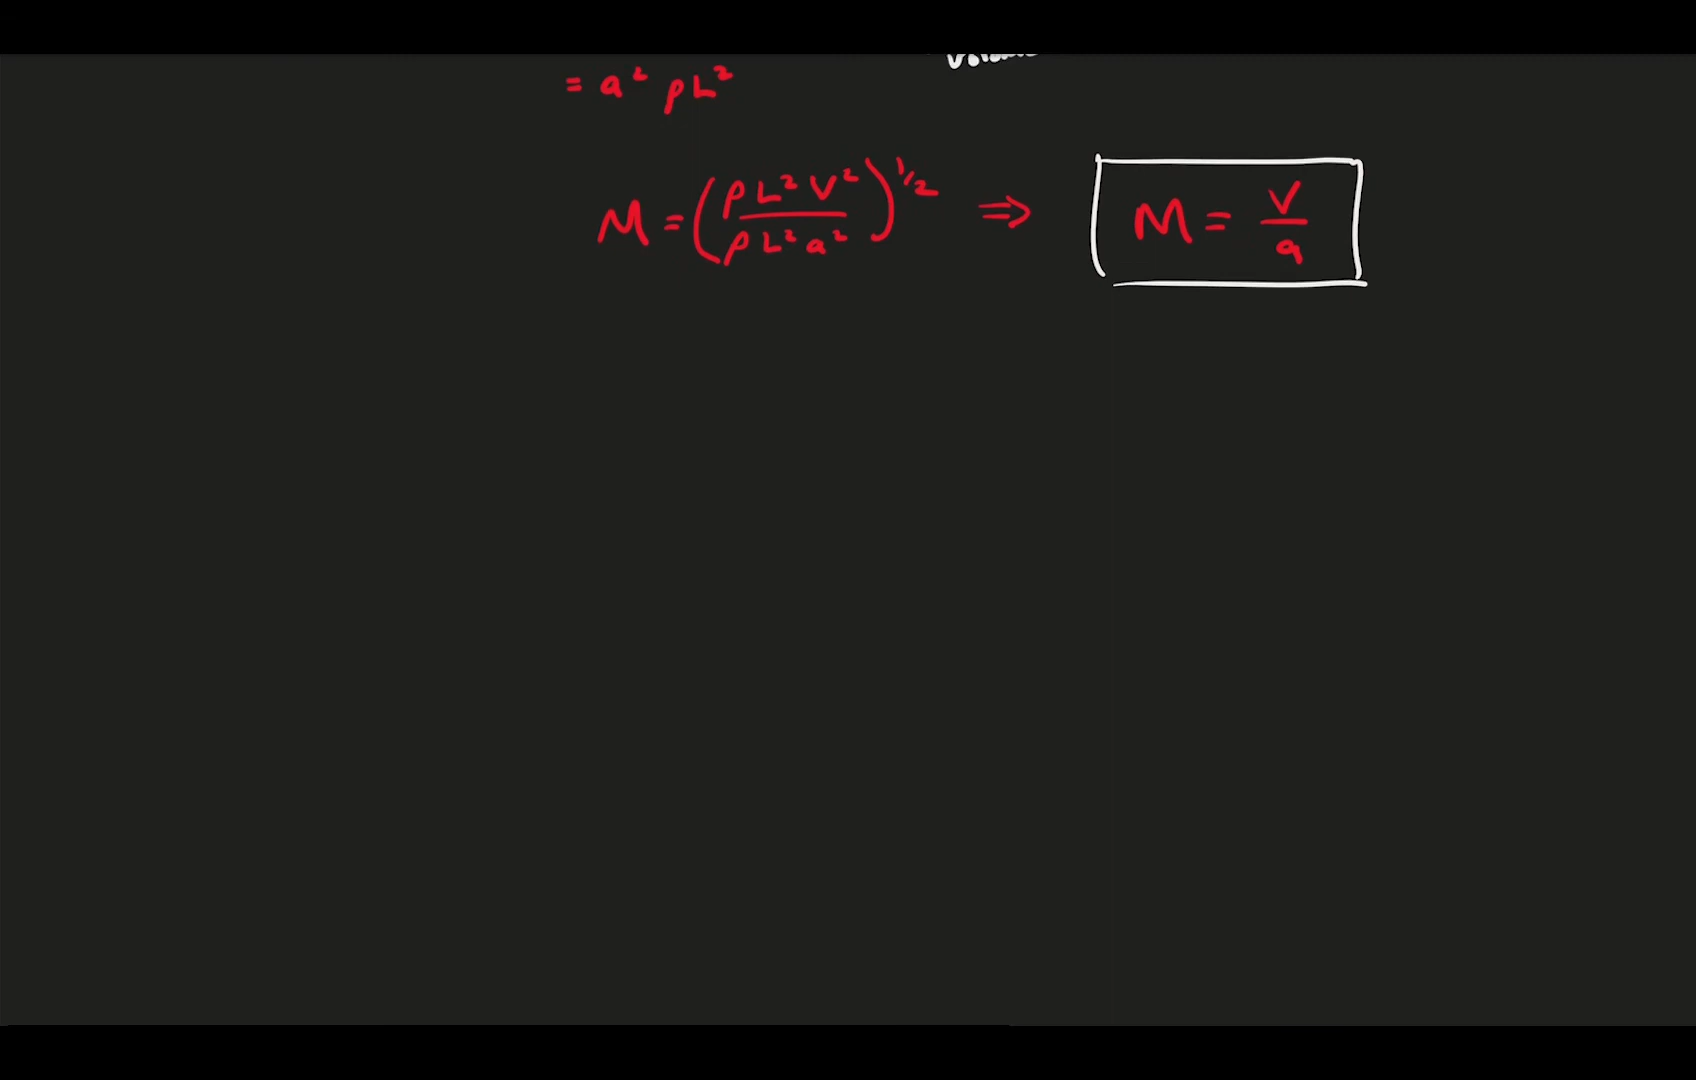 = a² ρL²
M = (ρL²V² / ρL²a²)^1/2 ⇒ M = V/a